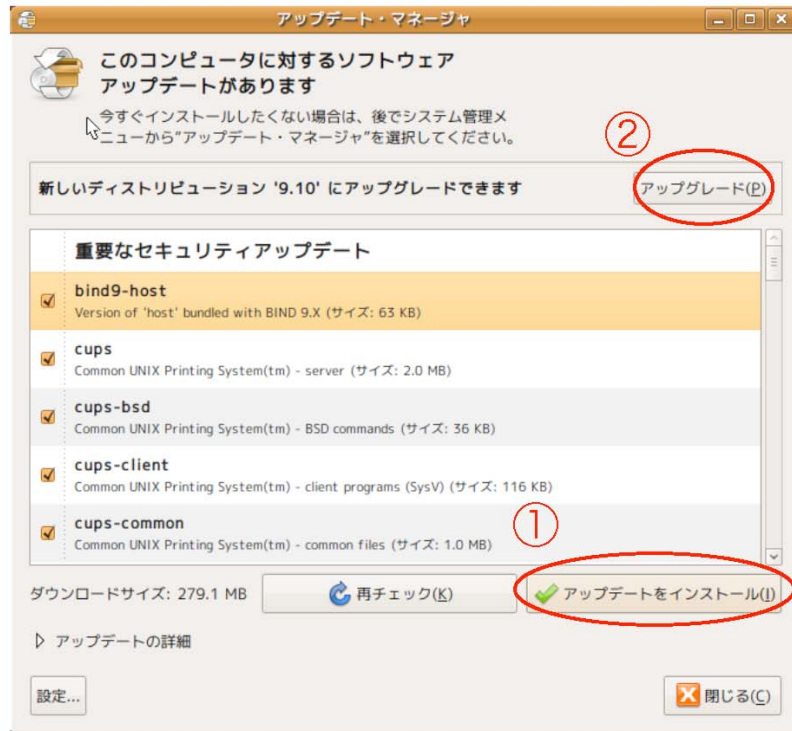 アップデート・マネージャ
このコンピュータに対するソフトウェア
アップデートがあります
今すぐインストールしたくない場合は、後でシステム管理メ
ニューから"アップデート・マネージャ"を選択してください。
②
新しいディストリビューション '9.10' にアップグレードできます
アップグレード(P)
重要なセキュリティアップデート
bind9-host
Version of 'host' bundled with BIND 9.X (サイズ: 63 KB)
cups
Common UNIX Printing System(tm) - server (サイズ: 2.0 MB)
cups-bsd
Common UNIX Printing System(tm) - BSD commands (サイズ: 36 KB)
cups-client
Common UNIX Printing System(tm) - client programs (SysV) (サイズ: 116 KB)
cups-common
Common UNIX Printing System(tm) - common files (サイズ: 1.0 MB)
①
ダウンロードサイズ: 279.1 MB
再チェック(K)
アップデートをインストール(I)
アップデートの詳細
設定...
閉じる(C)